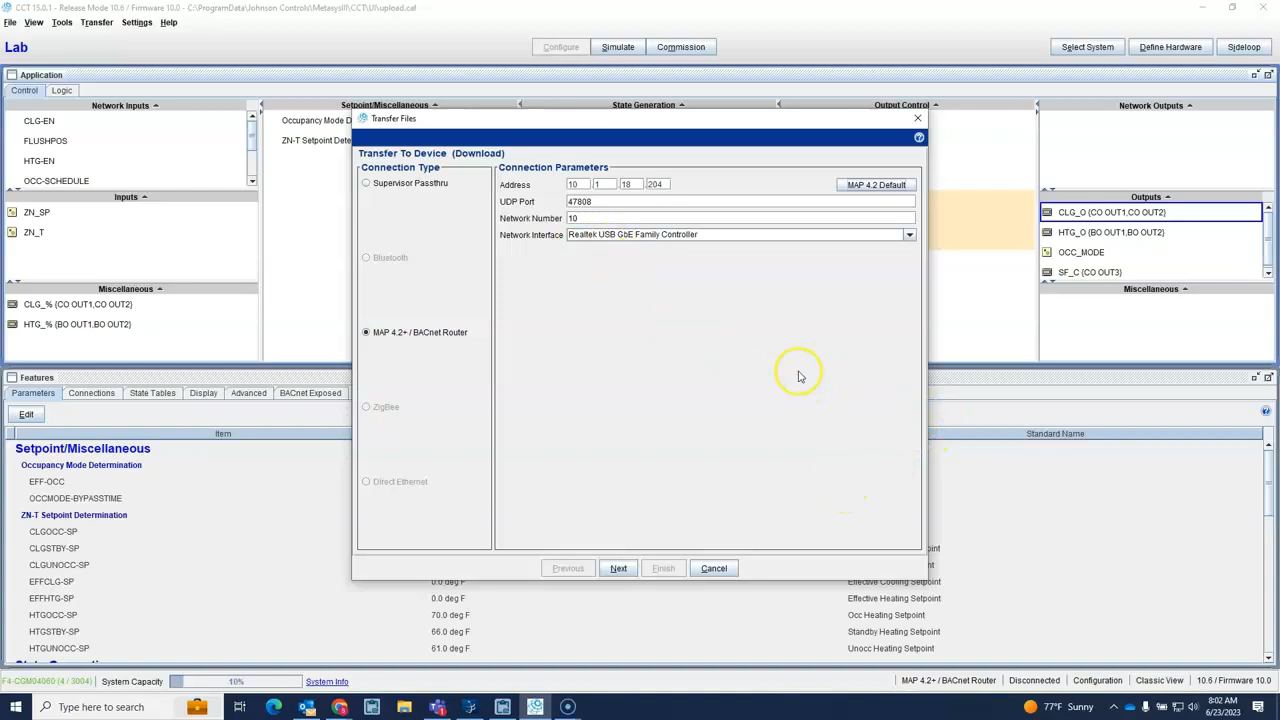 CCT 15.0.1 - Release Mode 10.6 / Firmware 10.0 - C:\ProgramData\Johnson Controls\MetasysIII\CCT\UI\upload.caf
File View Tools Transfer Settings Help
Lab
Configure Simulate Commission
Select System Define Hardware Sideloop
Application
Control Logic
Network Inputs Setpoint/Miscellaneous State Generation Output Control Network Outputs
CLG-EN
FLUSHPOS
HTG-EN
OCC-SCHEDULE
Occupancy Mode D
ZN-T Setpoint Dete
Inputs
ZN_SP
ZN_T
Miscellaneous
CLG_% {CO OUT1,CO OUT2}
HTG_% {BO OUT1,BO OUT2}
Outputs
CLG_O {CO OUT1,CO OUT2}
HTG_O {BO OUT1,BO OUT2}
OCC_MODE
SF_C {CO OUT3}
Miscellaneous
Transfer Files
Transfer To Device (Download)
Connection Type
Supervisor Passthru
Bluetooth
MAP 4.2+ / BACnet Router
ZigBee
Direct Ethernet
Connection Parameters
Address 10 . 1 . 18 . 204 MAP 4.2 Default
UDP Port 47808
Network Number 10
Network Interface Realtek USB GbE Family Controller
Previous Next Finish Cancel
Features
Parameters Connections State Tables Display Advanced BACnet Exposed
Edit
Item Standard Name
Setpoint/Miscellaneous
Occupancy Mode Determination
EFF-OCC
OCCMODE-BYPASSTIME
ZN-T Setpoint Determination
CLGOCC-SP
CLGSTBY-SP oint
CLGUNOCC-SP oint
EFFCLG-SP 0.0 deg F Effective Cooling Setpoint
EFFHTG-SP 0.0 deg F Effective Heating Setpoint
HTGOCC-SP 70.0 deg F Occ Heating Setpoint
HTGSTBY-SP 66.0 deg F Standby Heating Setpoint
HTGUNOCC-SP 61.0 deg F Unocc Heating Setpoint
F4-CGM04060 (4 / 3004) System Capacity 10% System Info
MAP 4.2+ / BACnet Router Disconnected Configuration Classic View 10.6 / Firmware 10.0
Type here to search
77°F Sunny
8:02 AM
6/23/2023